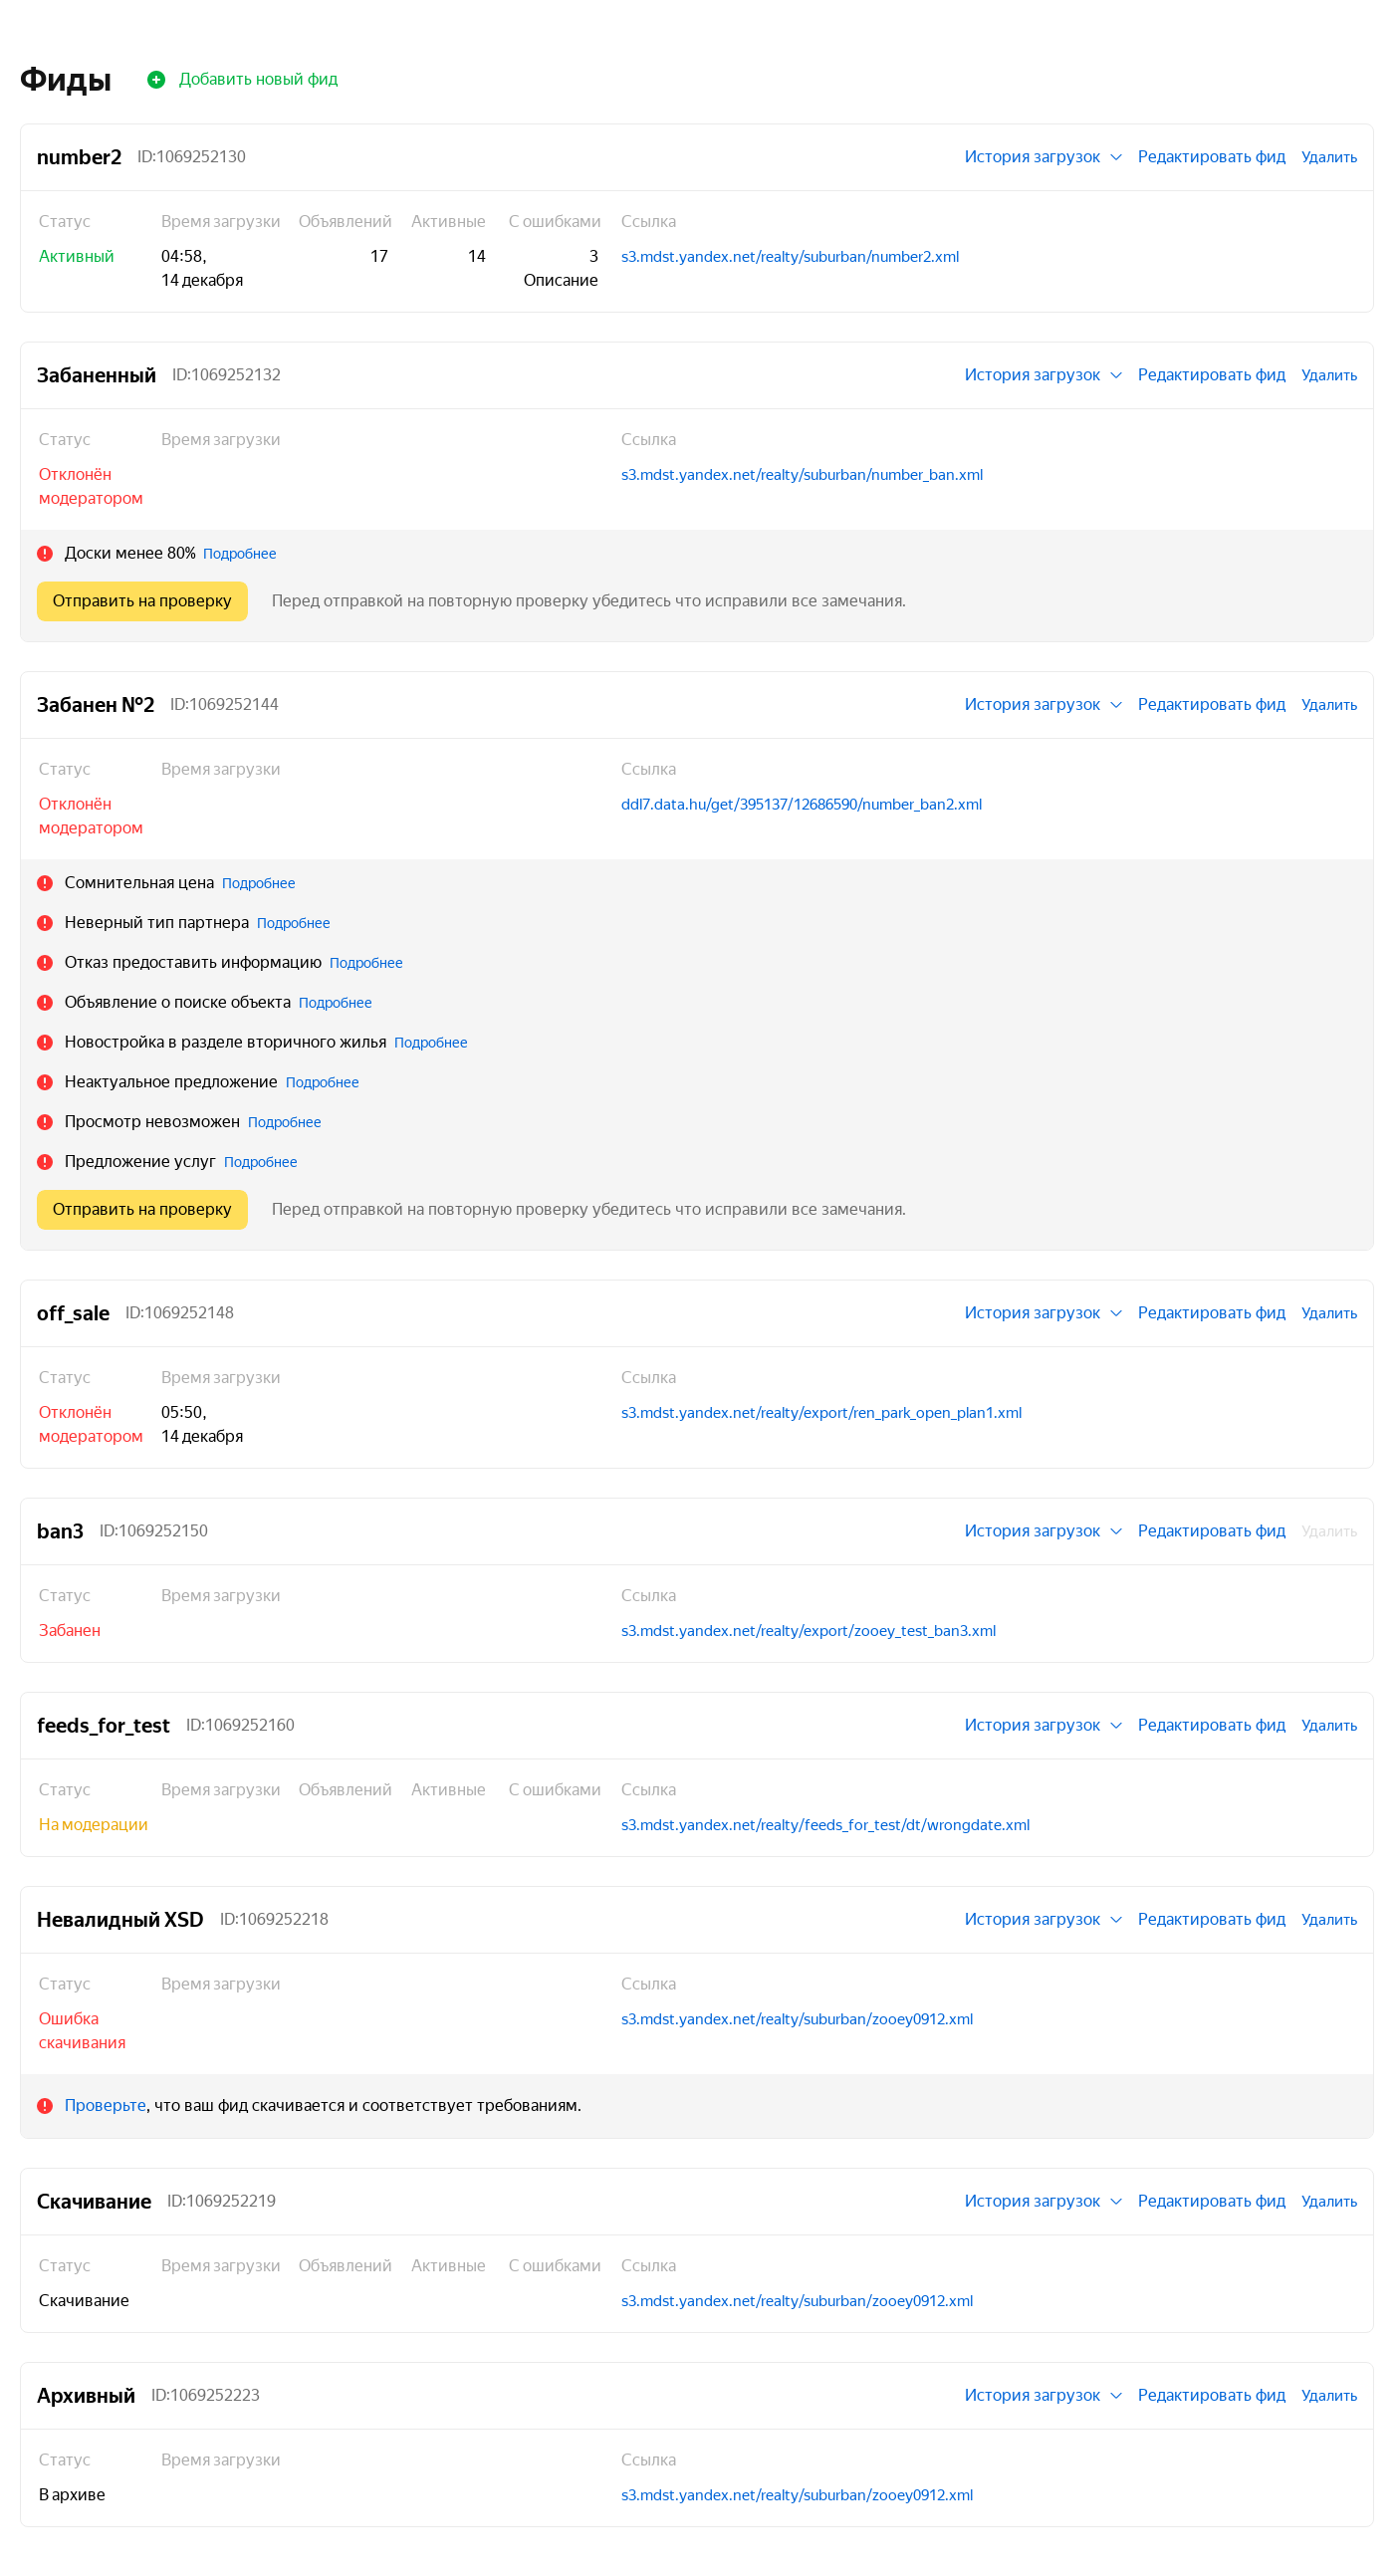 Фиды Добавить новый фид
number2 ID:1069252130 История загрузок Редактировать фид Удалить
Статус Время загрузки Объявлений Активные С ошибками Ссылка
Активный 04:58, 17 14 3 s3.mdst.yandex.net/realty/suburban/number2.xml
14 декабря Описание
Забаненный ID:1069252132 История загрузок Редактировать фид Удалить
Статус Время загрузки Ссылка
Отклонён s3.mdst.yandex.net/realty/suburban/number_ban.xml
модератором
Доски менее 80% Подробнее
Отправить на проверку Перед отправкой на повторную проверку убедитесь что исправили все замечания.
Забанен №2 ID:1069252144 История загрузок Редактировать фид Удалить
Статус Время загрузки Ссылка
Отклонён ddl7.data.hu/get/395137/12686590/number_ban2.xml
модератором
Сомнительная цена Подробнее
Неверный тип партнера Подробнее
Отказ предоставить информацию Подробнее
Объявление о поиске объекта Подробнее
Новостройка в разделе вторичного жилья Подробнее
Неактуальное предложение Подробнее
Просмотр невозможен Подробнее
Предложение услуг Подробнее
Отправить на проверку Перед отправкой на повторную проверку убедитесь что исправили все замечания.
off_sale ID:1069252148 История загрузок Редактировать фид Удалить
Статус Время загрузки Ссылка
Отклонён 05:50, s3.mdst.yandex.net/realty/export/ren_park_open_plan1.xml
модератором 14 декабря
ban3 ID:1069252150 История загрузок Редактировать фид Удалить
Статус Время загрузки Ссылка
Забанен s3.mdst.yandex.net/realty/export/zooey_test_ban3.xml
feeds_for_test ID:1069252160 История загрузок Редактировать фид Удалить
Статус Время загрузки Объявлений Активные С ошибками Ссылка
На модерации s3.mdst.yandex.net/realty/feeds_for_test/dt/wrongdate.xml
Невалидный XSD ID:1069252218 История загрузок Редактировать фид Удалить
Статус Время загрузки Ссылка
Ошибка s3.mdst.yandex.net/realty/suburban/zooey0912.xml
скачивания
Проверьте, что ваш фид скачивается и соответствует требованиям.
Скачивание ID:1069252219 История загрузок Редактировать фид Удалить
Статус Время загрузки Объявлений Активные С ошибками Ссылка
Скачивание s3.mdst.yandex.net/realty/suburban/zooey0912.xml
Архивный ID:1069252223 История загрузок Редактировать фид Удалить
Статус Время загрузки Ссылка
В архиве s3.mdst.yandex.net/realty/suburban/zooey0912.xml